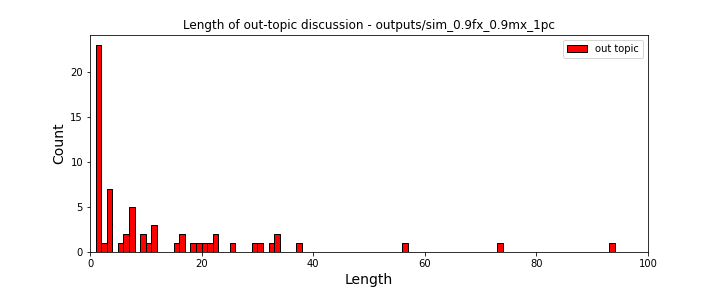 Length of out-topic discussion - outputs/sim_0.9fx_0.9mx_1pc
out topic
Count
20
15
10
5
0
0 20 40 60 80 100
Length